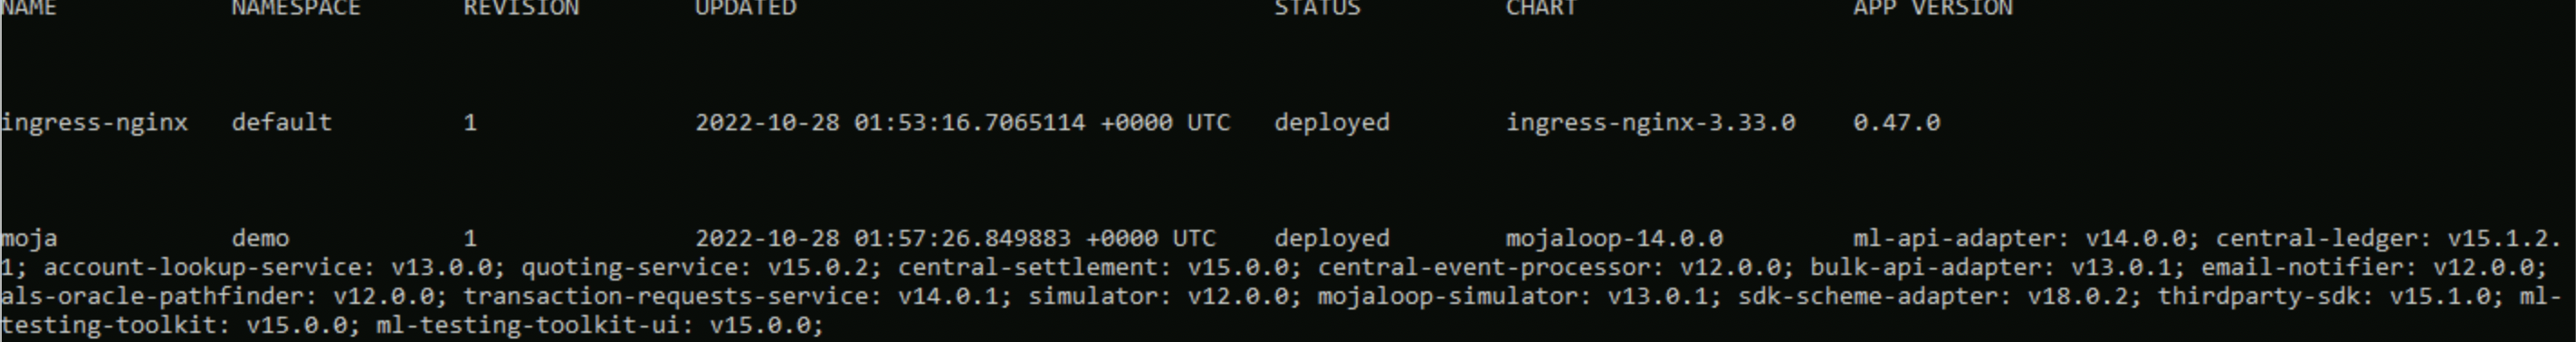 NAME NAMESPACE REVISION UPDATED STATUS CHART APP VERSION
ingress-nginx default 1 2022-10-28 01:53:16.7065114 +0000 UTC deployed ingress-nginx-3.33.0 0.47.0
moja demo 1 2022-10-28 01:57:26.849883 +0000 UTC deployed mojaloop-14.0.0 ml-api-adapter: v14.0.0; central-ledger: v15.1.2.
1; account-lookup-service: v13.0.0; quoting-service: v15.0.2; central-settlement: v15.0.0; central-event-processor: v12.0.0; bulk-api-adapter: v13.0.1; email-notifier: v12.0.0;
als-oracle-pathfinder: v12.0.0; transaction-requests-service: v14.0.1; simulator: v12.0.0; mojaloop-simulator: v13.0.1; sdk-scheme-adapter: v18.0.2; thirdparty-sdk: v15.1.0; ml-
testing-toolkit: v15.0.0; ml-testing-toolkit-ui: v15.0.0;